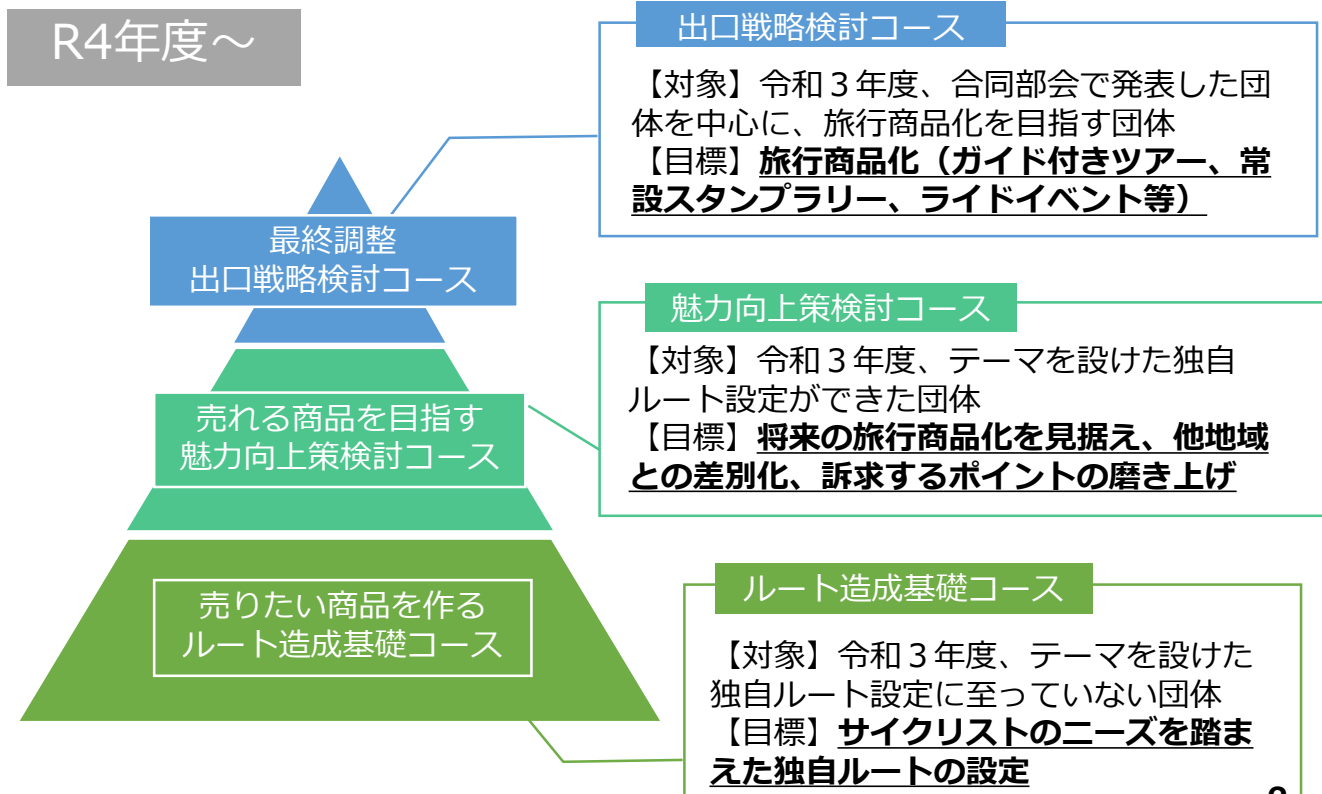 R4年度～
出口戦略検討コース
【対象】令和３年度、合同部会で発表した団
体を中心に、旅行商品化を目指す団体
【目標】旅行商品化（ガイド付きツアー、常
設スタンプラリー、ライドイベント等）
最終調整
出口戦略検討コース
魅力向上策検討コース
【対象】令和３年度、テーマを設けた独自
ルート設定ができた団体
【目標】将来の旅行商品化を見据え、他地域
との差別化、訴求するポイントの磨き上げ
売れる商品を目指す
魅力向上策検討コース
ルート造成基礎コース
【対象】令和３年度、テーマを設けた
独自ルート設定に至っていない団体
【目標】サイクリストのニーズを踏ま
えた独自ルートの設定
売りたい商品を作る
ルート造成基礎コース